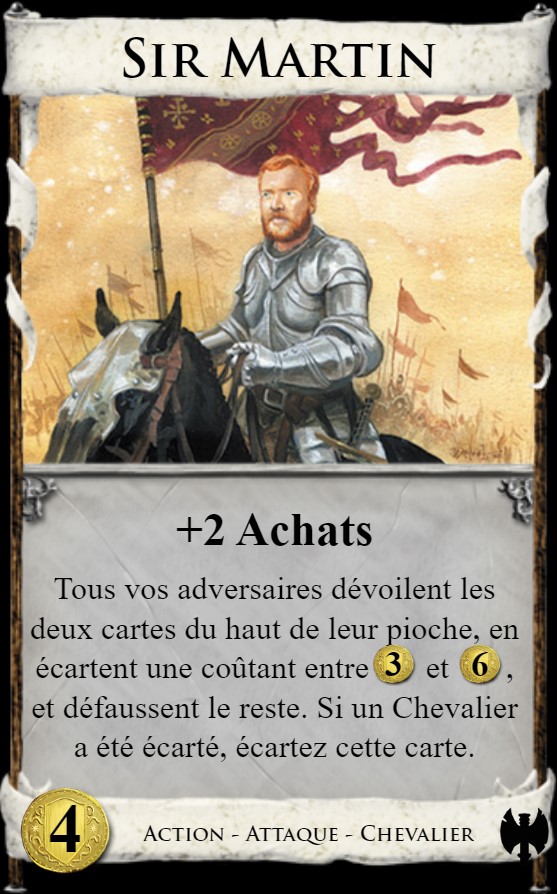 Sir Martin
+2 Achats
Tous vos adversaires dévoilent les
deux cartes du haut de leur pioche, en
écartent une coûtant entre 3 et 6 ,
et défaussent le reste. Si un Chevalier
a été écarté, écartez cette carte.
4
Action - Attaque - Chevalier